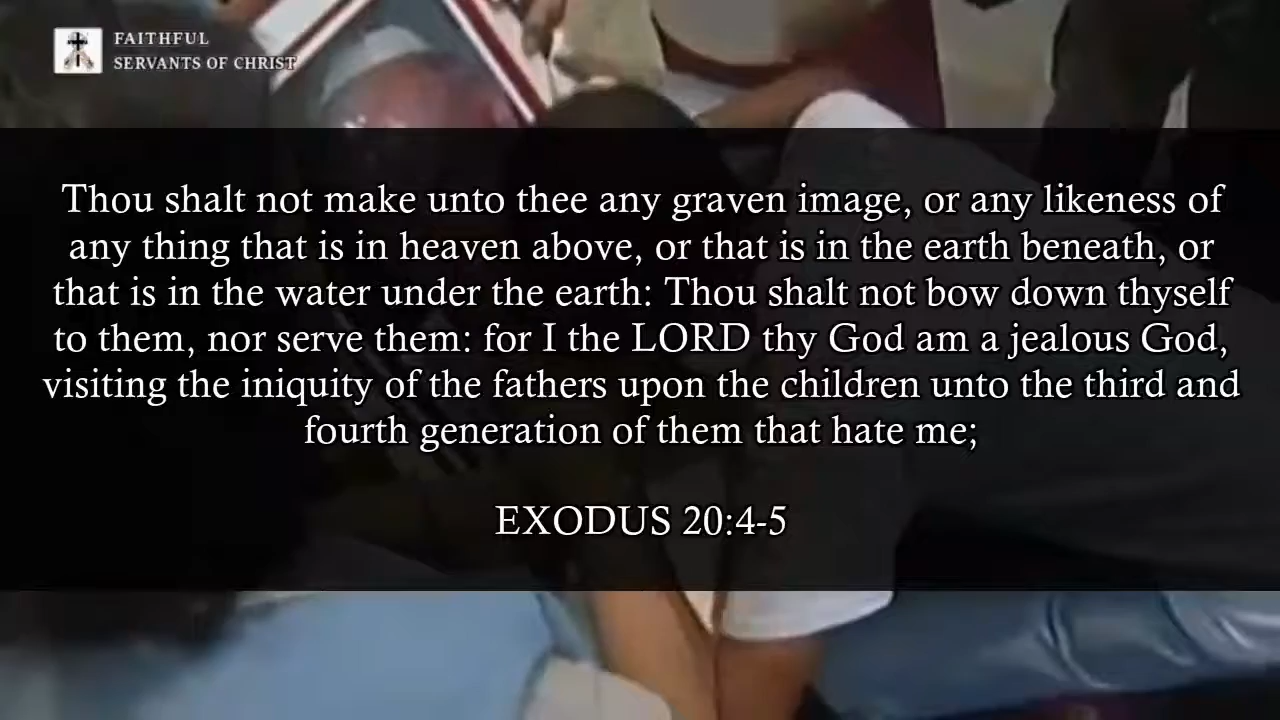 FAITHFUL
SERVANTS OF CHRIST
Thou shalt not make unto thee any graven image, or any likeness of
any thing that is in heaven above, or that is in the earth beneath, or
that is in the water under the earth: Thou shalt not bow down thyself
to them, nor serve them: for I the LORD thy God am a jealous God,
visiting the iniquity of the fathers upon the children unto the third and
fourth generation of them that hate me;
EXODUS 20:4-5